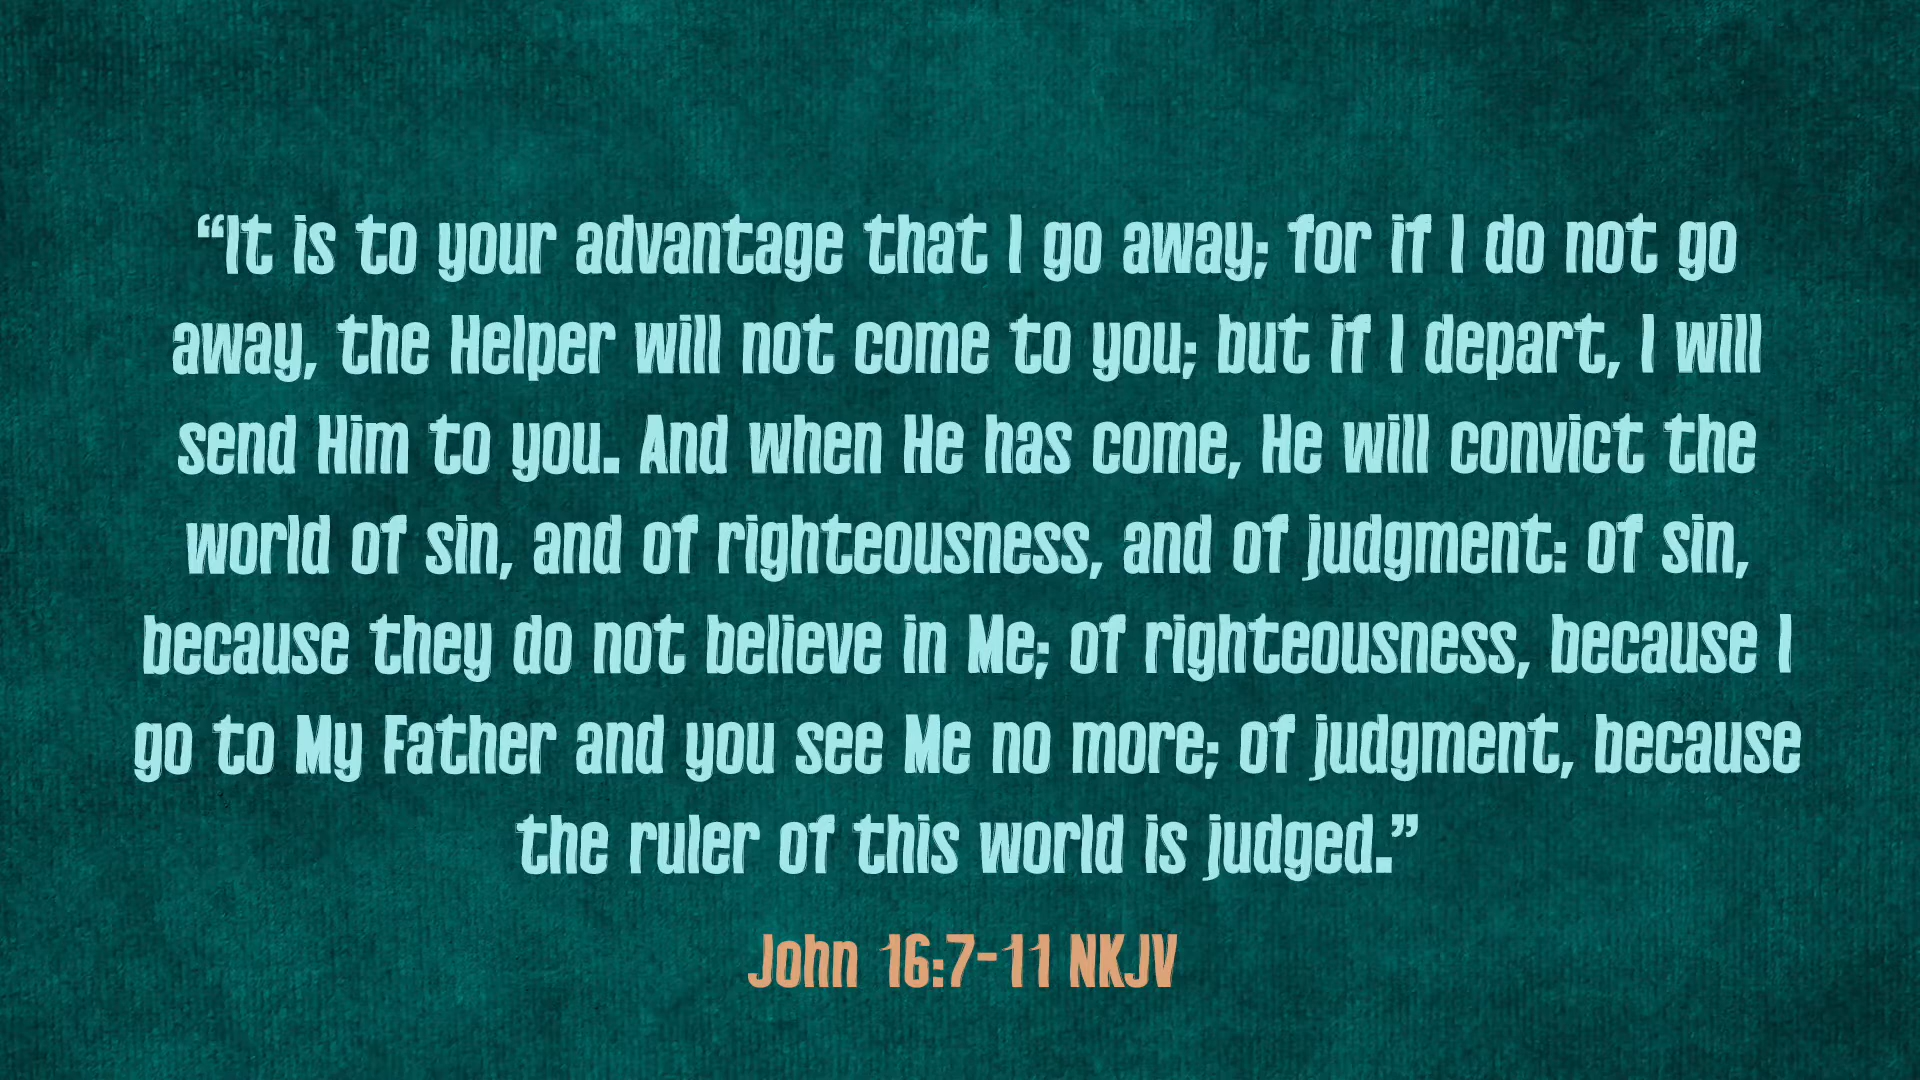 “It is to your advantage that I go away; for if I do not go
away, the Helper will not come to you; but if I depart, I will
send Him to you. And when He has come, He will convict the
world of sin, and of righteousness, and of judgment: of sin,
because they do not believe in Me; of righteousness, because I
go to My Father and you see Me no more; of judgment, because
the ruler of this world is judged.”
John 16:7-11 NKJV